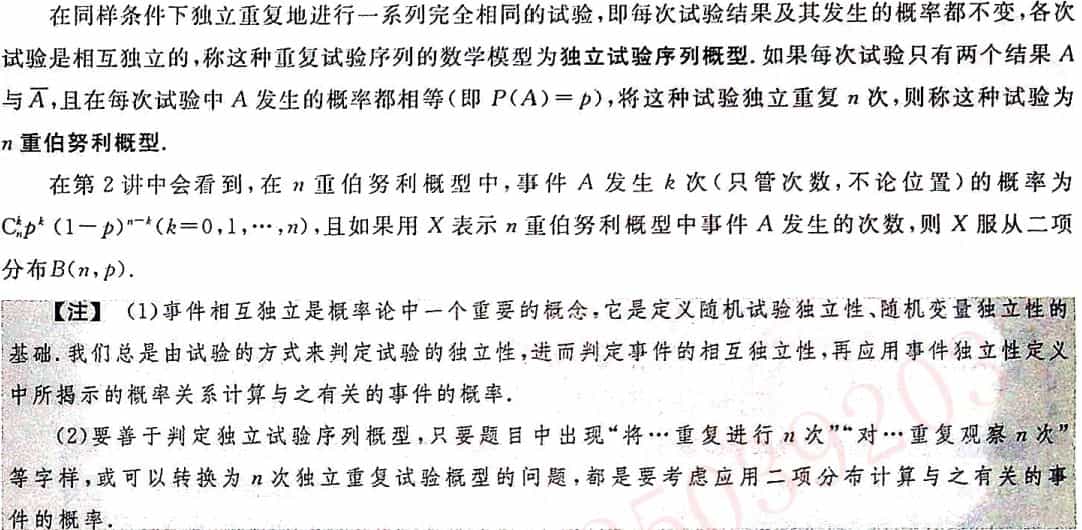 在同样条件下独立重复地进行一系列完全相同的试验,即每次试验结果及其发生的概率都不变,各次
试验是相互独立的,称这种重复试验序列的数学模型为独立试验序列概型.如果每次试验只有两个结果 A
与 A̅,且在每次试验中 A 发生的概率都相等(即 P(A)=p),将这种试验独立重复 n 次,则称这种试验为
n 重伯努利概型.
在第 2 讲中会看到,在 n 重伯努利概型中,事件 A 发生 k 次(只管次数,不论位置)的概率为
Cₙᵏpᵏ(1-p)ⁿ⁻ᵏ(k=0,1,…,n),且如果用 X 表示 n 重伯努利概型中事件 A 发生的次数,则 X 服从二项
分布B(n,p).
【注】 (1)事件相互独立是概率论中一个重要的概念,它是定义随机试验独立性、随机变量独立性的
基础.我们总是由试验的方式来判定试验的独立性,进而判定事件的相互独立性,再应用事件独立性定义
中所揭示的概率关系计算与之有关的事件的概率.
(2)要善于判定独立试验序列概型,只要题目中出现“将…重复进行 n 次”“对…重复观察 n 次”
等字样,或可以转换为 n 次独立重复试验概型的问题,都是要考虑应用二项分布计算与之有关的事
件的概率.